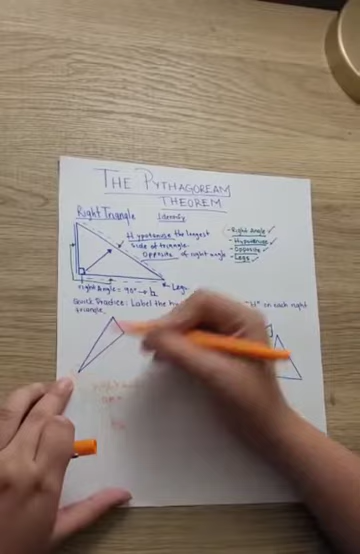 THE PYTHAGOREAM
THEOREM
Right Triangle
Identify
Hypotenuse the longest
Side of triangle.
Opposite of right angle
- Right Angle ✓
- Hypotenuse ✓
- Opposite ✓
- Legs ✓
Legs
right Angle = 90°
Quick Practice: Label the "H" on each right
triangle.